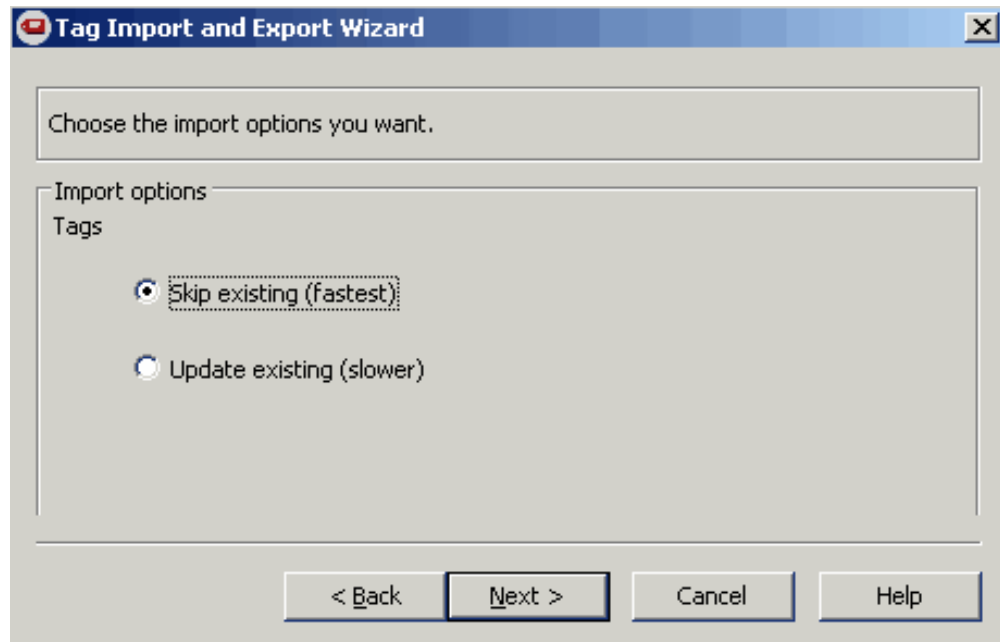 Tag Import and Export Wizard
Choose the import options you want.
Import options
Tags
Skip existing (fastest)
Update existing (slower)
< Back Next > Cancel Help